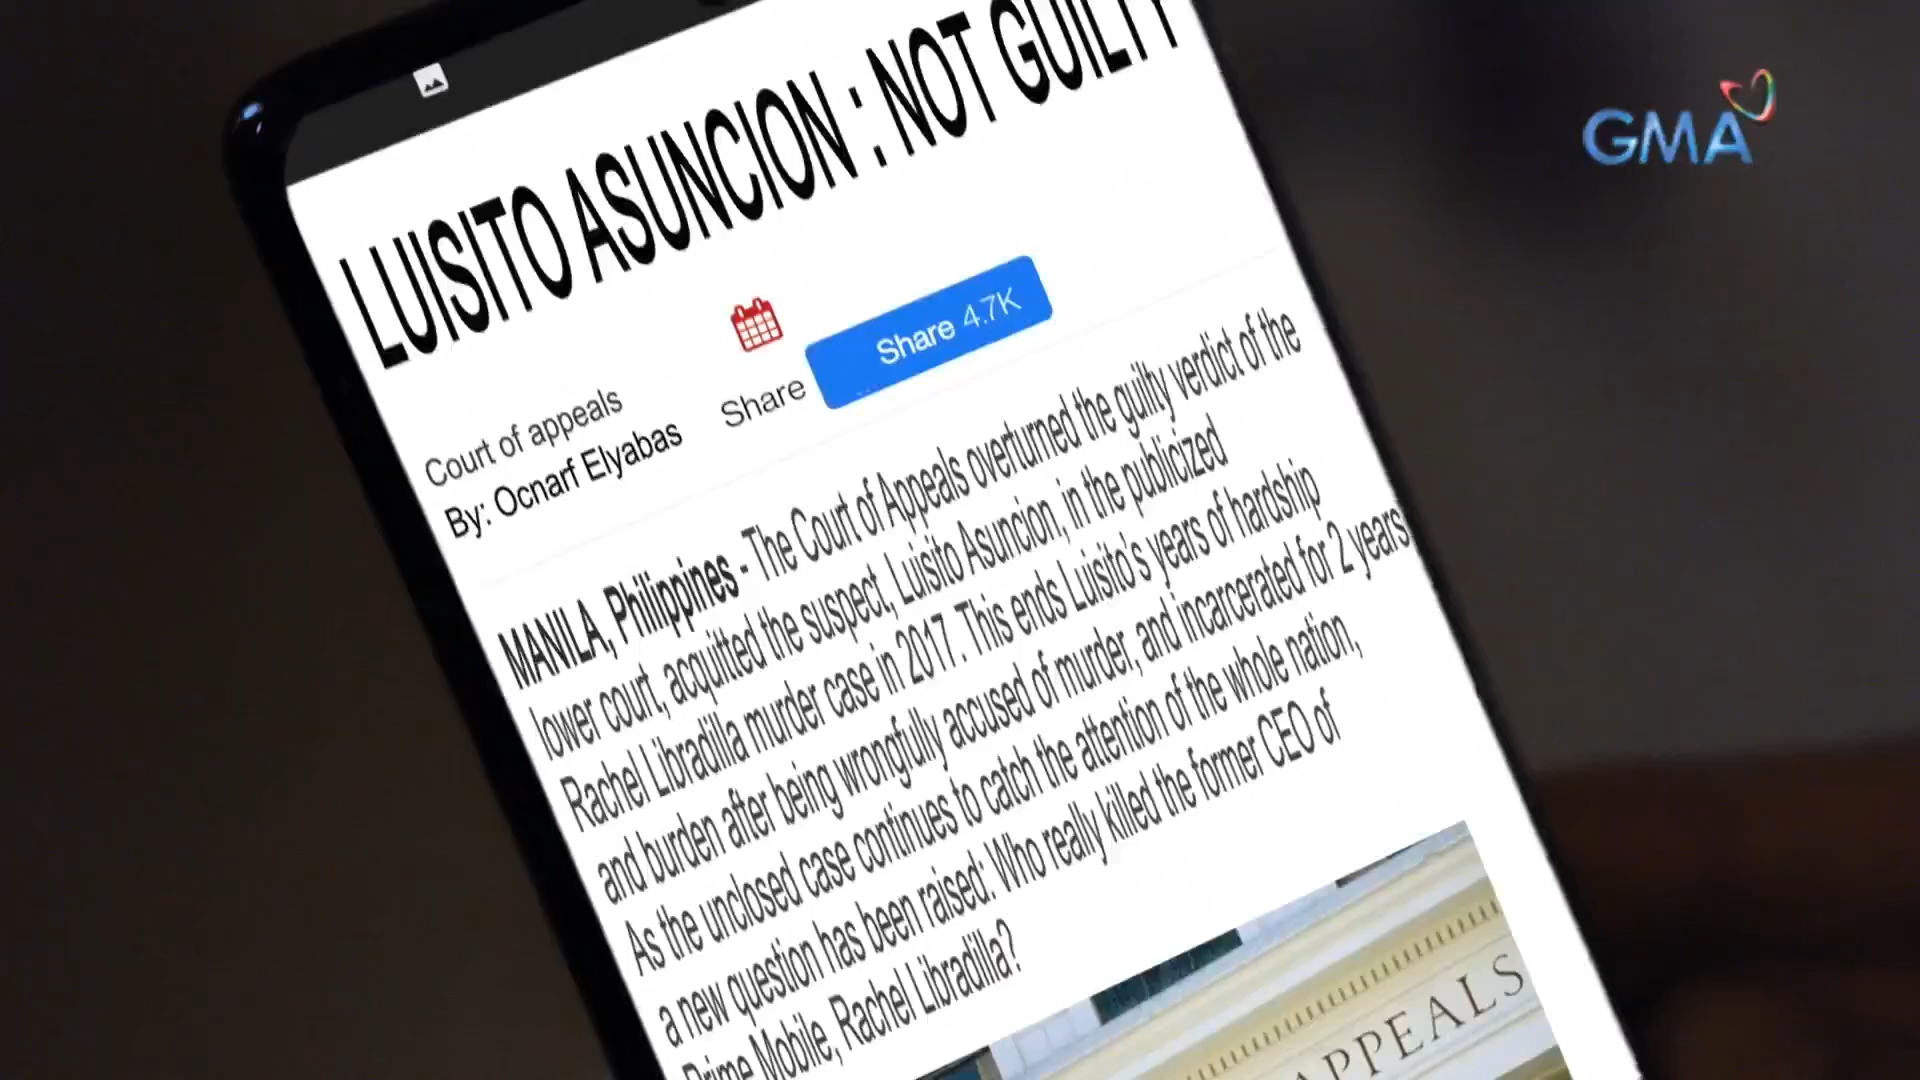 GMA
LUISITO ASUNCION : NOT GUILTY
Court of appeals
By: Ocnarf Elyabas
Share
Share 4.7K
MANILA, Philippines - The Court of Appeals overturned the guilty verdict of the
lower court, acquitted the suspect, Luisito Asuncion, in the publicized
Rachel Libradilla murder case in 2017. This ends Luisito's years of hardship
and burden after being wrongfully accused of murder, and incarcerated for 2 years.
As the unclosed case continues to catch the attention of the whole nation,
a new question has been raised: Who really killed the former CEO of
Prime Mobile, Rachel Libradilla?
APPEALS